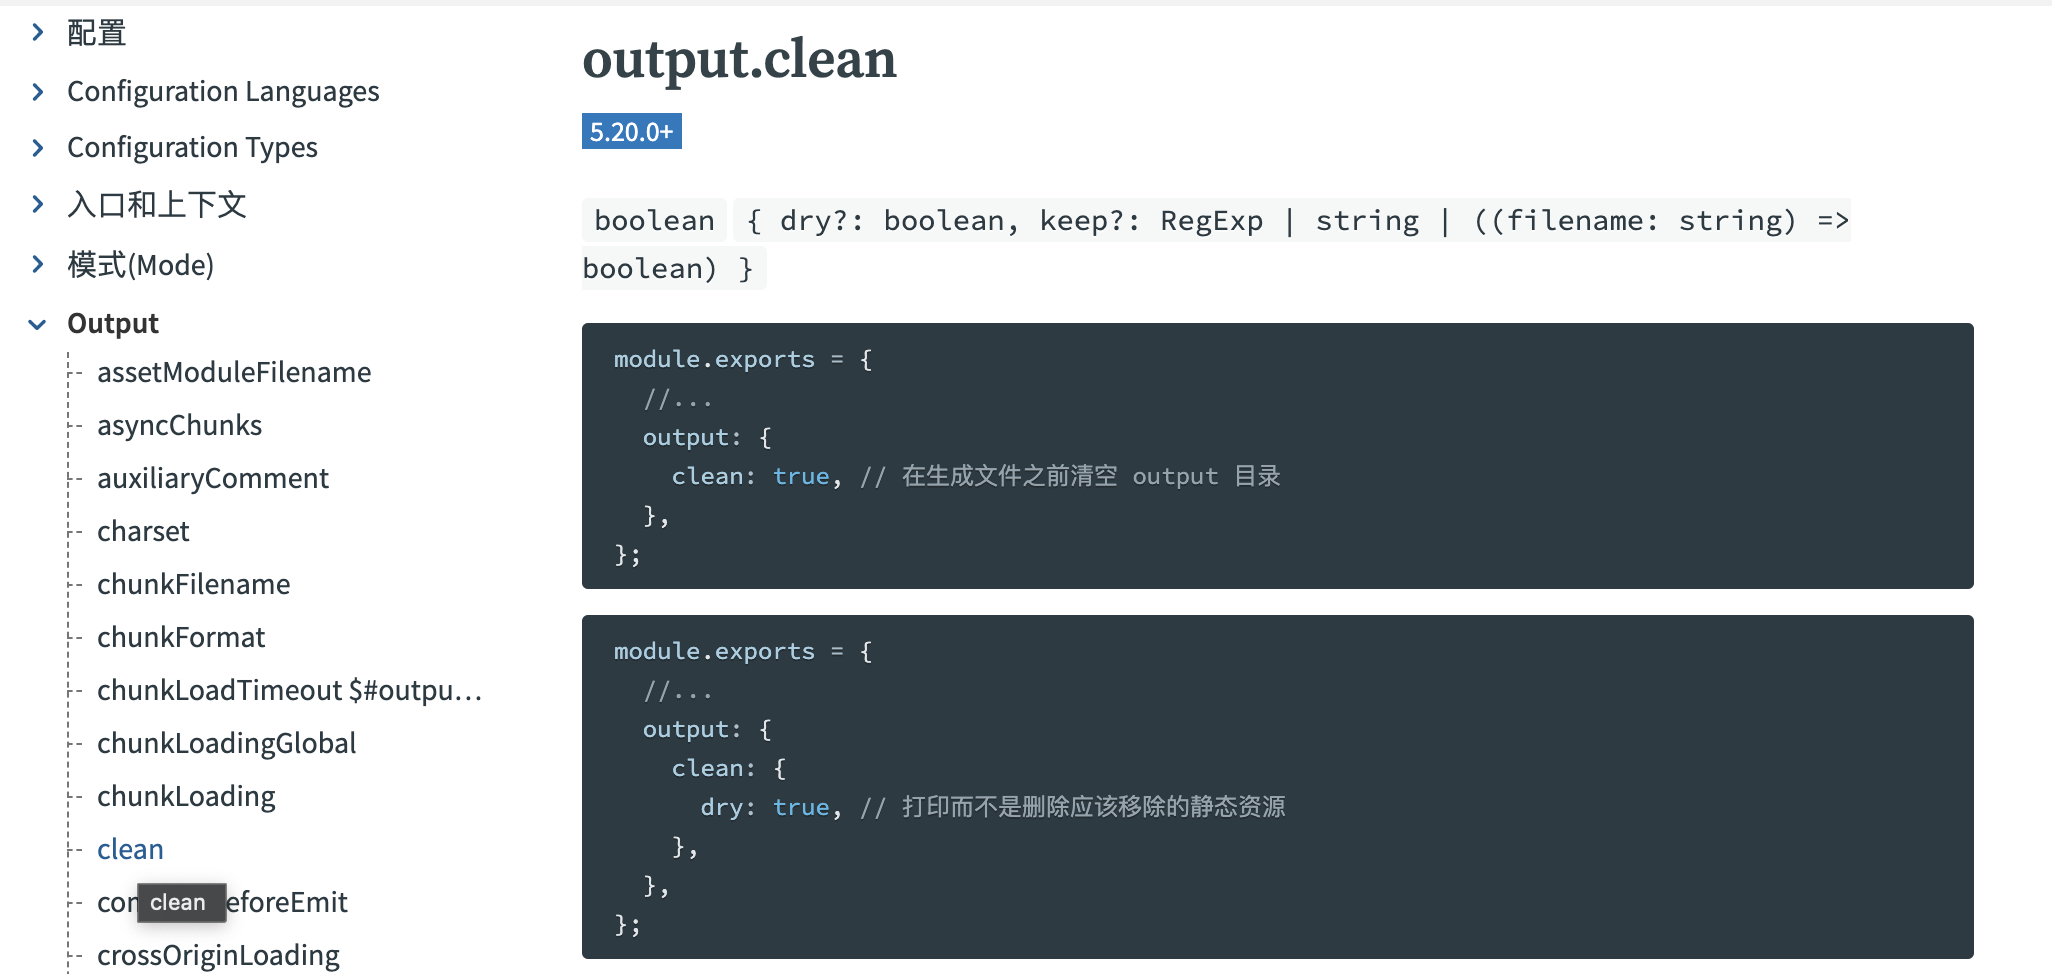 配置
Configuration Languages
Configuration Types
入口和上下文
模式(Mode)
Output
assetModuleFilename
asyncChunks
auxiliaryComment
charset
chunkFilename
chunkFormat
chunkLoadTimeout $#outpu…
chunkLoadingGlobal
chunkLoading
clean
con
clean
eforeEmit
crossOriginLoading
output.clean
5.20.0+
boolean { dry?: boolean, keep?: RegExp | string | ((filename: string) =>
boolean) }
module.exports = {
  //...
  output: {
    clean: true, // 在生成文件之前清空 output 目录
  },
};
module.exports = {
  //...
  output: {
    clean: {
      dry: true, // 打印而不是删除应该移除的静态资源
    },
  },
};